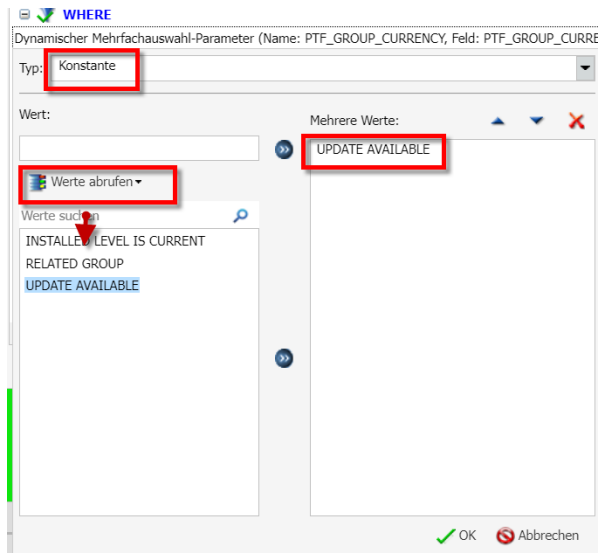 WHERE
Dynamischer Mehrfachauswahl-Parameter (Name: PTF_GROUP_CURRENCY, Feld: PTF_GROUP_CURRE
Typ: Konstante
Wert:
Mehrere Werte:
UPDATE AVAILABLE
Werte abrufen
Werte suchen
INSTALLED LEVEL IS CURRENT
RELATED GROUP
UPDATE AVAILABLE
OK Abbrechen